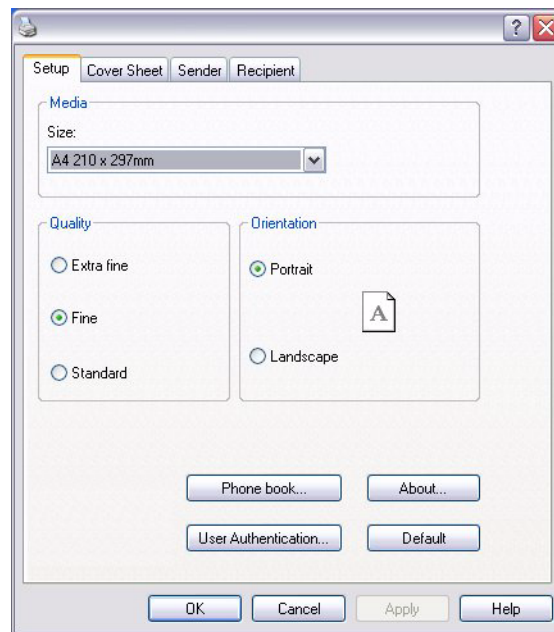 Setup Cover Sheet Sender Recipient
Media
Size:
A4 210 x 297mm
Quality
Extra fine
Fine
Standard
Orientation
Portrait
A
Landscape
Phone book... About...
User Authentication... Default
OK Cancel Apply Help